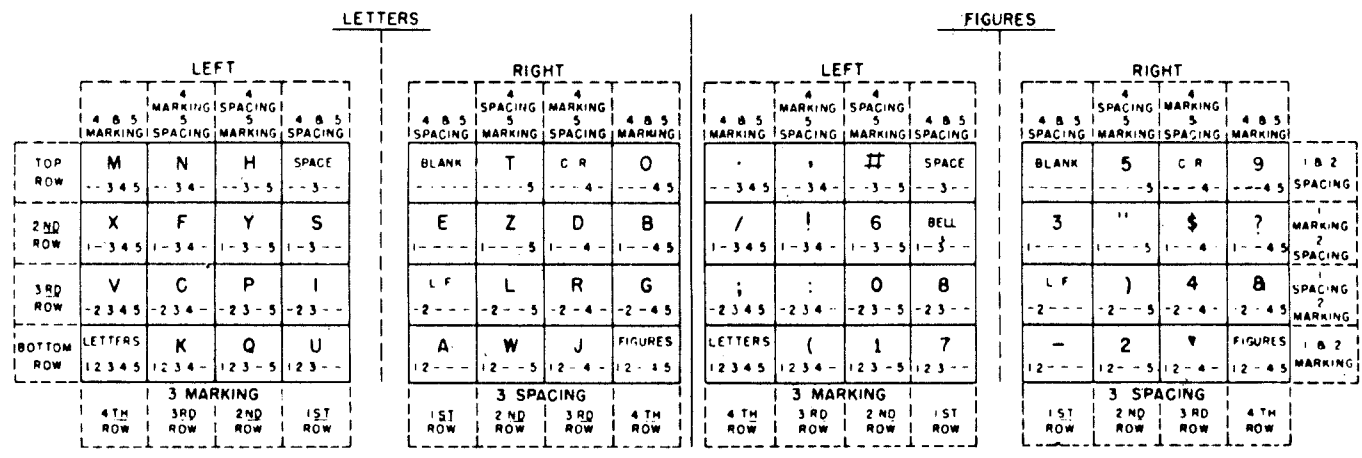 LETTERS FIGURES
LEFT RIGHT LEFT RIGHT
4 4 4 4 4 4 4 4
MARKING SPACING SPACING MARKING MARKING SPACING SPACING MARKING
4 & 5 5 5 4 & 5 4 & 5 5 5 4 & 5 4 & 5 5 5 4 & 5 4 & 5 5 5 4 & 5
MARKING SPACING MARKING SPACING SPACING MARKING SPACING MARKING MARKING SPACING MARKING SPACING SPACING MARKING SPACING MARKING
TOP ROW M N H SPACE BLANK T C R O . , # SPACE BLANK 5 C R 9 1 & 2 SPACING
--345 --34- --3-5 --3-- ----- ----5 ---4- ---45 --345 --34- --3-5 --3-- ----- ----5 ---4- ---45
2ND ROW X F Y S E Z D B / ! 6 BELL 3 " $ ? 1 MARKING 2 SPACING
1-345 1-34- 1-3-5 1-3-- 1---- 1---5 1--4- 1--45 1-345 1-34- 1-3-5 1-3-- 1---- 1---5 1--4- 1--45
3RD ROW V C P I L F L R G ; : 0 8 L F ) 4 & 1 SPACING 2 MARKING
-2345 -234- -23-5 -23-- -2--- -2--5 -2-4- -2-45 -2345 -234- -23-5 -23-- -2--- -2--5 -2-4- -2-45
BOTTOM ROW LETTERS K Q U A W J FIGURES LETTERS ( 1 7 - 2 ' FIGURES 1 & 2 MARKING
12345 1234- 123-5 123-- 12--- 12--5 12-4- 12-45 12345 1234- 123-5 123-- 12--- 12--5 12-4- 12-45
3 MARKING 3 SPACING 3 MARKING 3 SPACING
4TH 3RD 2ND 1ST 1ST 2ND 3RD 4TH 4TH 3RD 2ND 1ST 1ST 2ND 3RD 4TH
ROW ROW ROW ROW ROW ROW ROW ROW ROW ROW ROW ROW ROW ROW ROW ROW